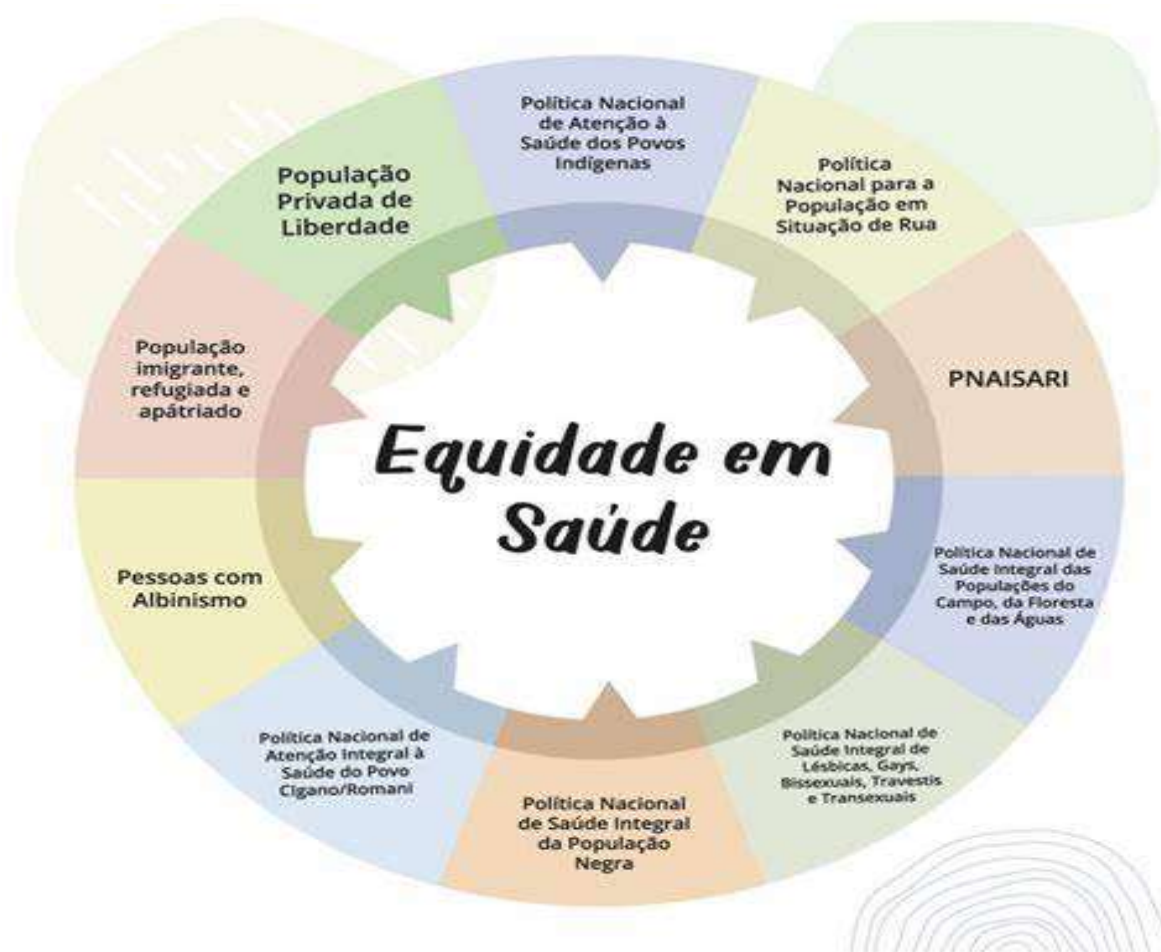 Equidade em
Saúde
Política Nacional
de Atenção à
Saúde dos Povos
Indígenas
Política
Nacional para a
População em
Situação de Rua
PNAISARI
Política Nacional de
Saúde Integral das
Populações do
Campo, da Floresta
e das Águas
Política Nacional de
Saúde Integral de
Lésbicas, Gays,
Bissexuais, Travestis
e Transexuais
Política Nacional
de Saúde Integral
da População
Negra
Política Nacional de
Atenção Integral à
Saúde do Povo
CIgano/Romani
Pessoas com
Albinismo
População
imigrante,
refugiada e
apátriado
População
Privada de
Liberdade